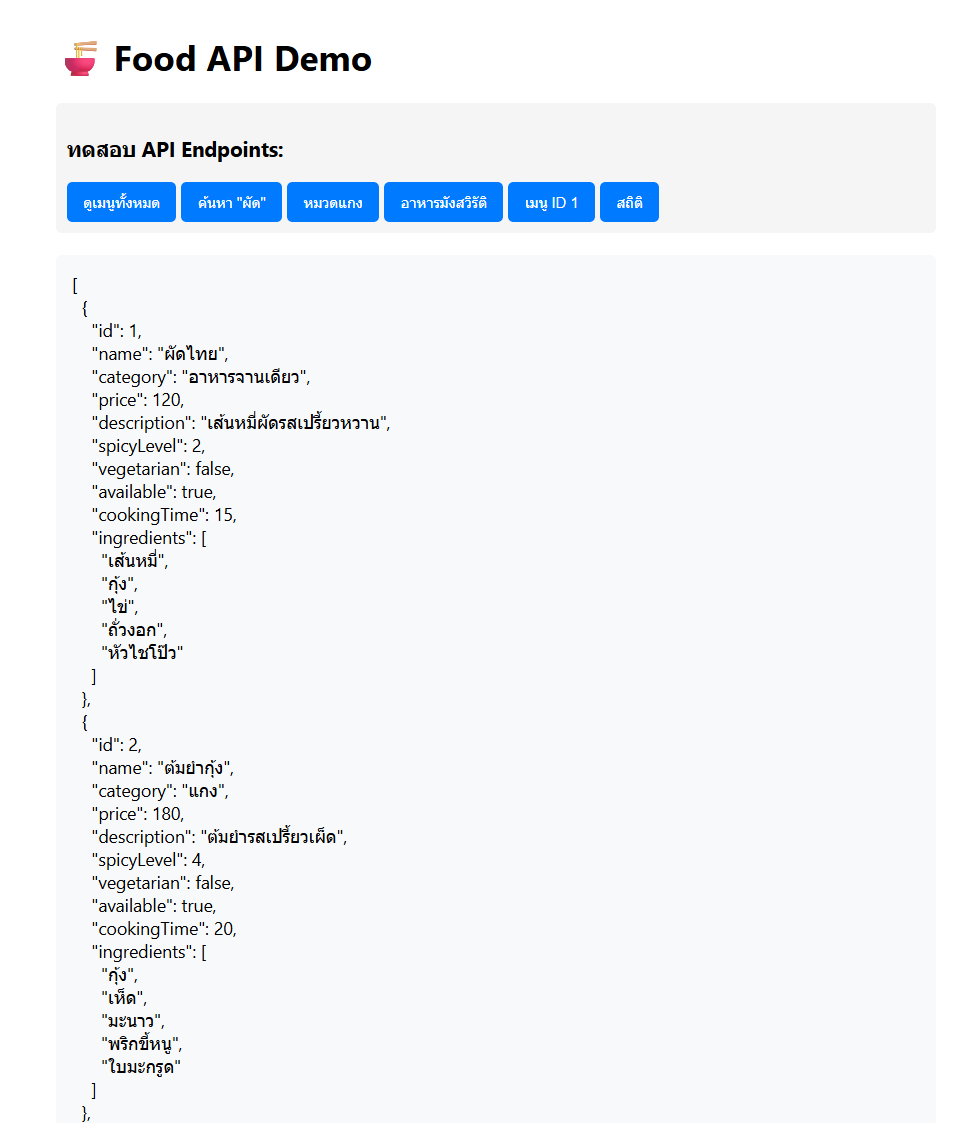 Food API Demo
ทดสอบ API Endpoints:
ดูเมนูทั้งหมด ค้นหา "ผัด" หมวดแกง อาหารมังสวิรัติ เมนู ID 1 สถิติ
[
{
"id": 1,
"name": "ผัดไทย",
"category": "อาหารจานเดียว",
"price": 120,
"description": "เส้นหมี่ผัดรสเปรี้ยวหวาน",
"spicyLevel": 2,
"vegetarian": false,
"available": true,
"cookingTime": 15,
"ingredients": [
"เส้นหมี่",
"กุ้ง",
"ไข่",
"ถั่วงอก",
"หัวไชโป๊ว"
]
},
{
"id": 2,
"name": "ต้มยำกุ้ง",
"category": "แกง",
"price": 180,
"description": "ต้มยำรสเปรี้ยวเผ็ด",
"spicyLevel": 4,
"vegetarian": false,
"available": true,
"cookingTime": 20,
"ingredients": [
"กุ้ง",
"เห็ด",
"มะนาว",
"พริกขี้หนู",
"ใบมะกรูด"
]
},